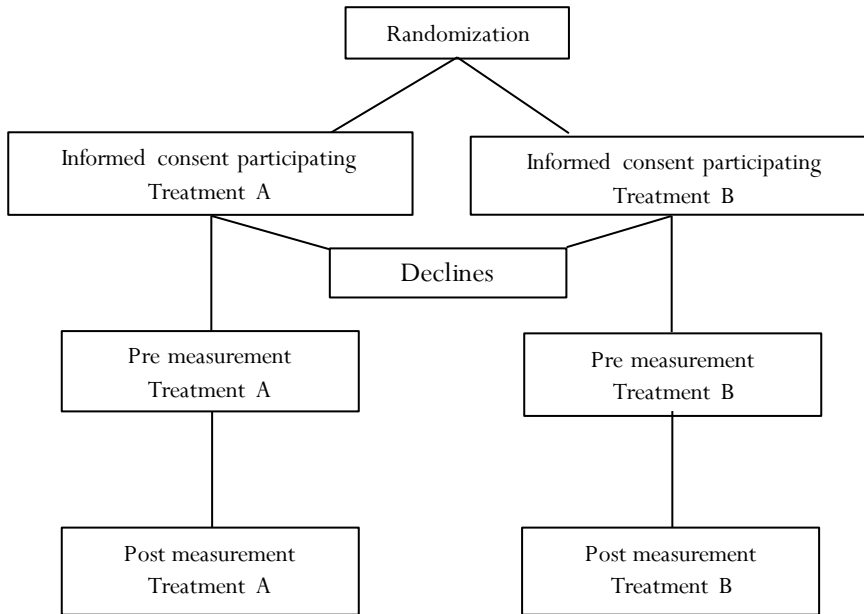 Randomization
Informed consent participating
Treatment A
Informed consent participating
Treatment B
Declines
Pre measurement
Treatment A
Pre measurement
Treatment B
Post measurement
Treatment A
Post measurement
Treatment B